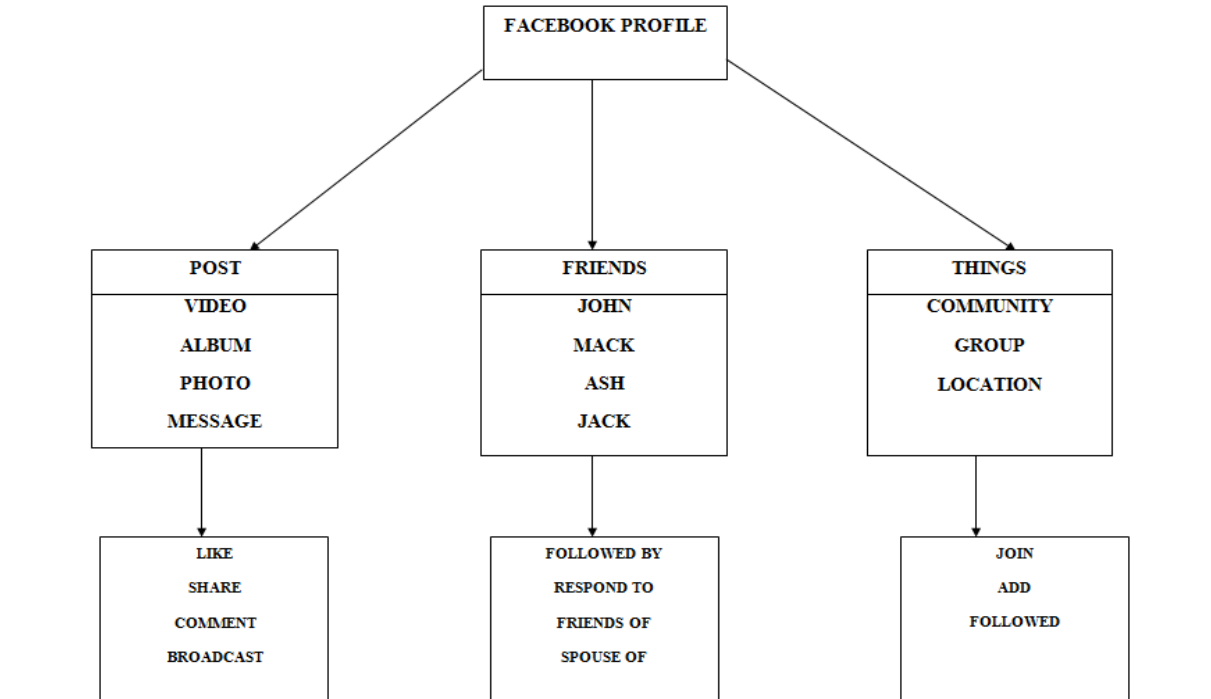 FACEBOOK PROFILE
POST
VIDEO
ALBUM
PHOTO
MESSAGE
FRIENDS
JOHN
MACK
ASH
JACK
THINGS
COMMUNITY
GROUP
LOCATION
LIKE
SHARE
COMMENT
BROADCAST
FOLLOWED BY
RESPOND TO
FRIENDS OF
SPOUSE OF
JOIN
ADD
FOLLOWED